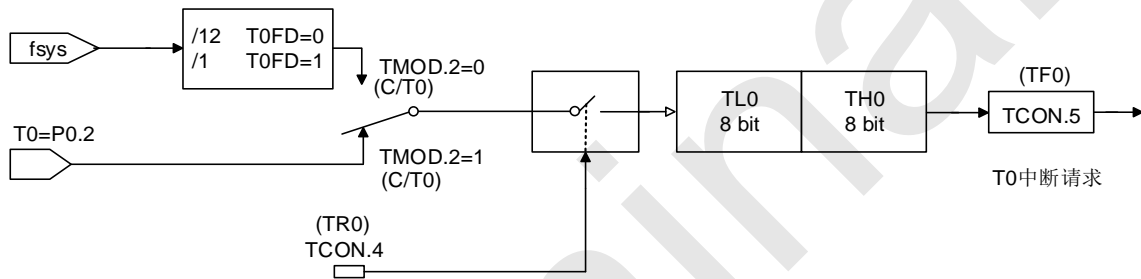 fsys
/12 T0FD=0
/1 T0FD=1
TMOD.2=0
(C/T0)
T0=P0.2
TMOD.2=1
(C/T0)
(TR0)
TCON.4
TL0
8 bit
TH0
8 bit
(TF0)
TCON.5
T0中断请求